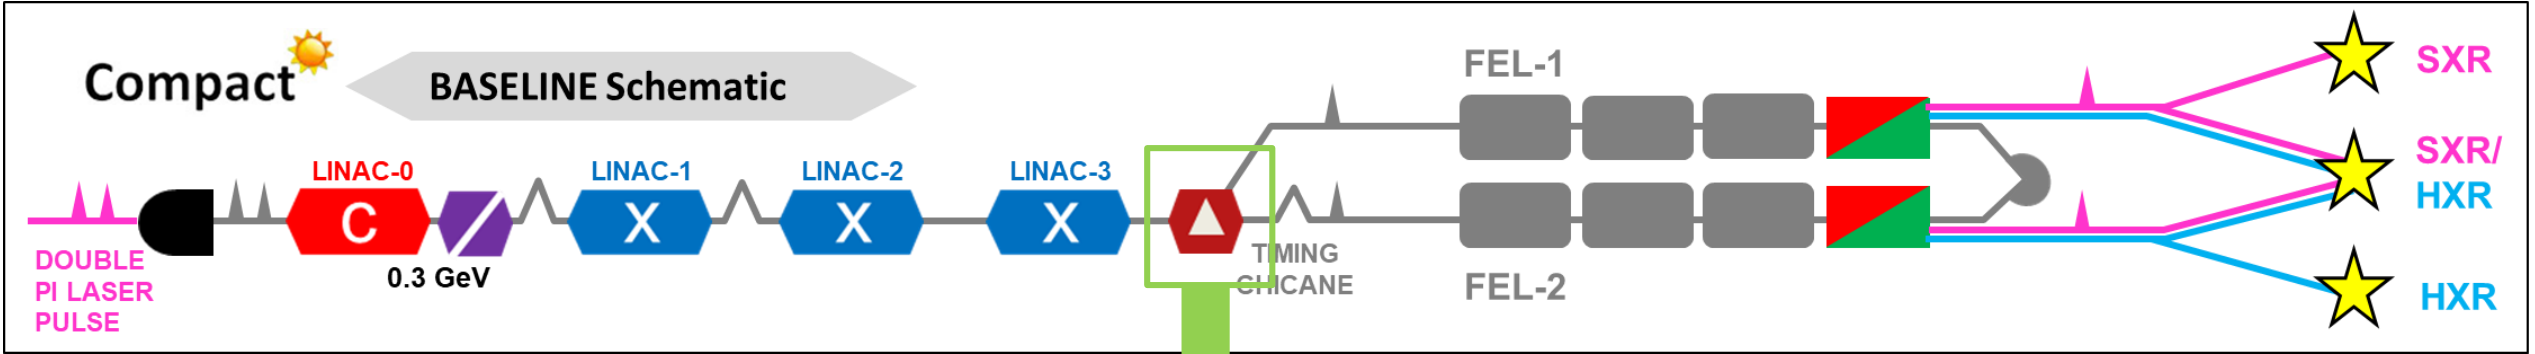 Compact
BASELINE Schematic
DOUBLE
PI LASER
PULSE
LINAC-0
C
0.3 GeV
LINAC-1
X
LINAC-2
X
LINAC-3
X
TIMING
CHICANE
FEL-1
FEL-2
SXR
SXR/
HXR
HXR